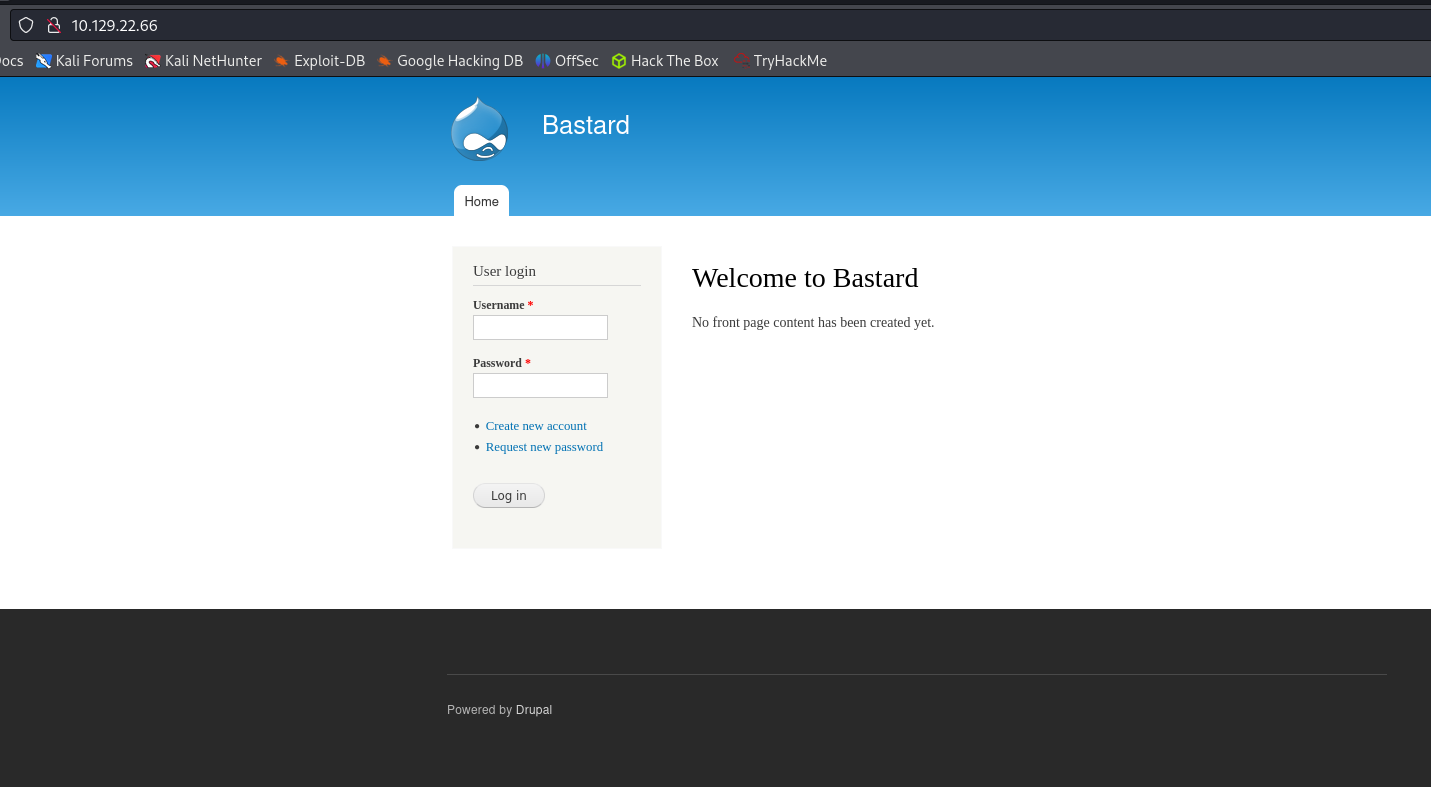 10.129.22.66
ocs Kali Forums Kali NetHunter Exploit-DB Google Hacking DB OffSec Hack The Box TryHackMe
Bastard
Home
User login
Welcome to Bastard
Username *
No front page content has been created yet.
Password *
Create new account
Request new password
Log in
Powered by Drupal